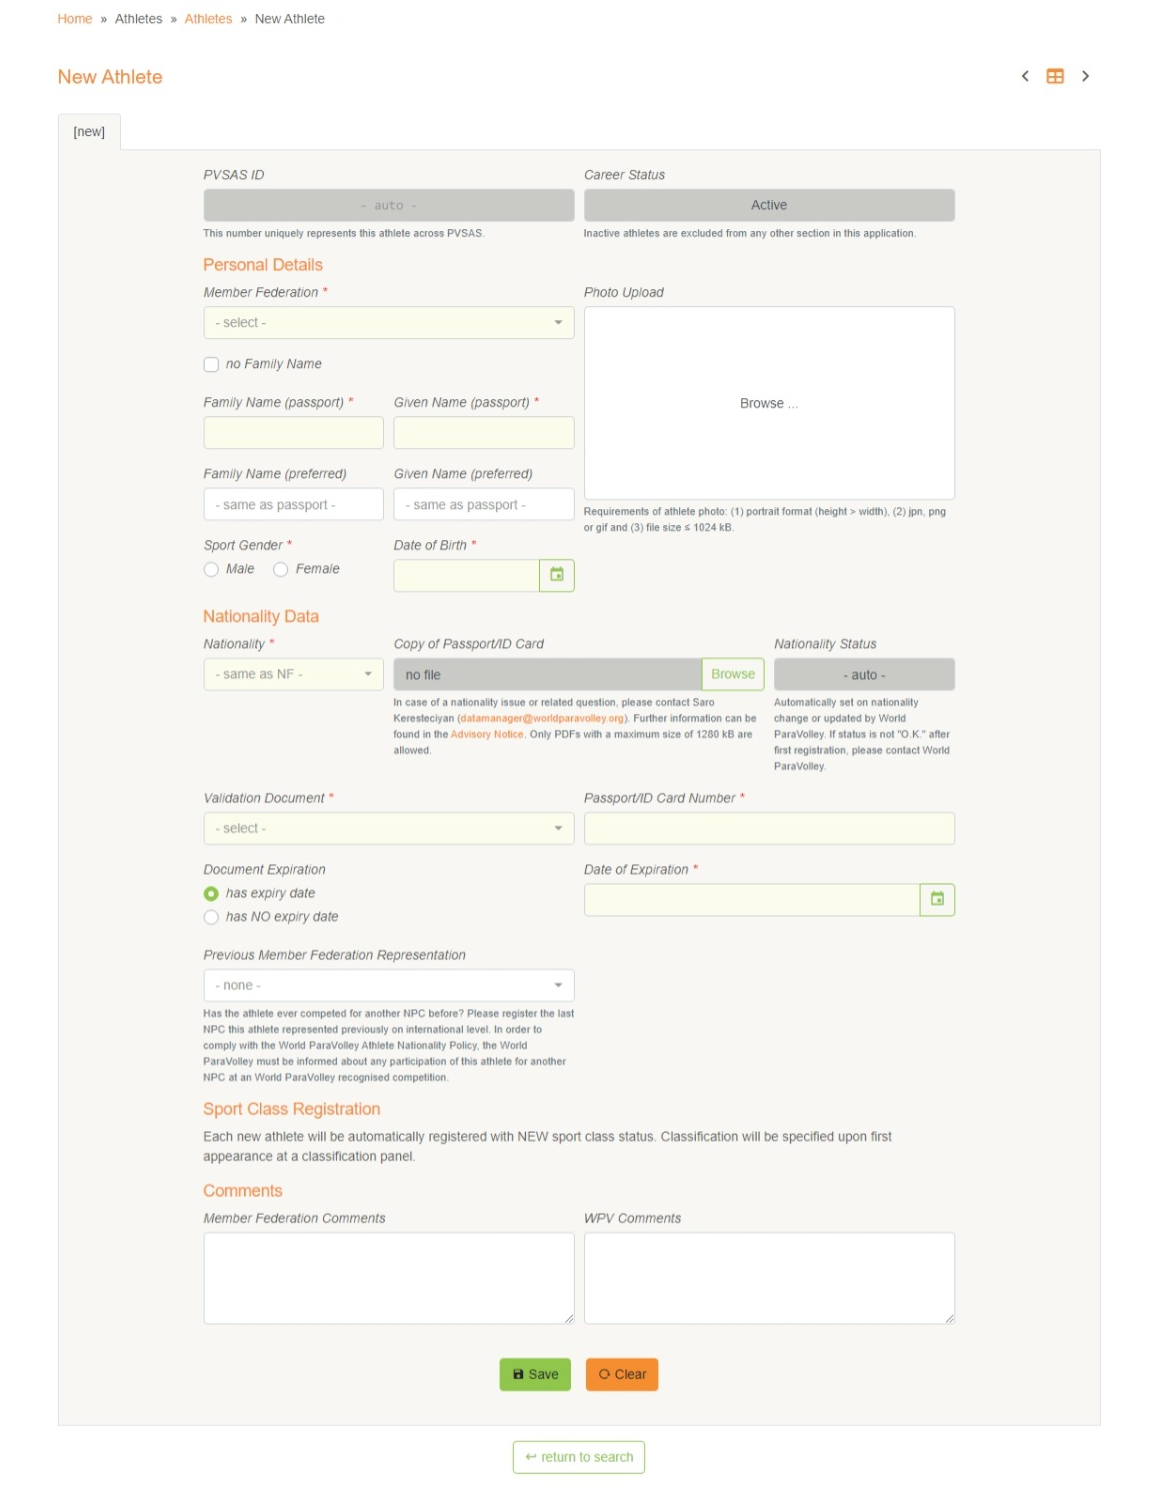 Home » Athletes » Athletes » New Athlete
New Athlete
[new]
PVSAS ID
Career Status
- auto -
Active
This number uniquely represents this athlete across PVSAS.
Inactive athletes are excluded from any other section in this application.
Personal Details
Member Federation *
Photo Upload
- select -
Browse ...
no Family Name
Family Name (passport) *
Given Name (passport) *
Family Name (preferred)
Given Name (preferred)
- same as passport -
- same as passport -
Requirements of athlete photo: (1) portrait format (height > width), (2) jpn, png
or gif and (3) file size ≤ 1024 kB.
Sport Gender *
Date of Birth *
Male
Female
Nationality Data
Nationality *
Copy of Passport/ID Card
Nationality Status
- same as NF -
no file
Browse
- auto -
In case of a nationality issue or related question, please contact Saro
Keresteciyan (datamanager@worldparavolley.org). Further information can be
found in the Advisory Notice. Only PDFs with a maximum size of 1280 kB are
allowed.
Automatically set on nationality
change or updated by World
ParaVolley. If status is not "O.K." after
first registration, please contact World
ParaVolley.
Validation Document *
Passport/ID Card Number *
- select -
Document Expiration
Date of Expiration *
has expiry date
has NO expiry date
Previous Member Federation Representation
- none -
Has the athlete ever competed for another NPC before? Please register the last
NPC this athlete represented previously on international level. In order to
comply with the World ParaVolley Athlete Nationality Policy, the World
ParaVolley must be informed about any participation of this athlete for another
NPC at an World ParaVolley recognised competition.
Sport Class Registration
Each new athlete will be automatically registered with NEW sport class status. Classification will be specified upon first
appearance at a classification panel.
Comments
Member Federation Comments
WPV Comments
Save
Clear
return to search